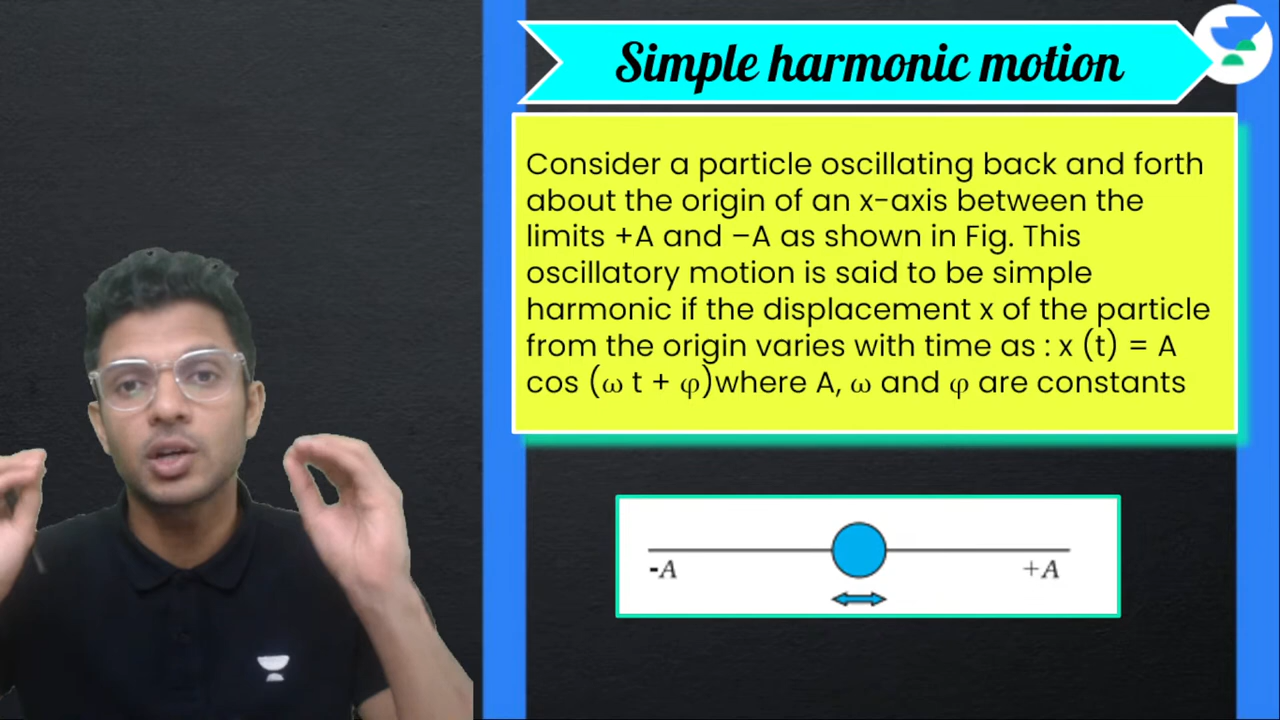 Simple harmonic motion
Consider a particle oscillating back and forth
about the origin of an x-axis between the
limits +A and –A as shown in Fig. This
oscillatory motion is said to be simple
harmonic if the displacement x of the particle
from the origin varies with time as : x (t) = A
cos (ω t + φ)where A, ω and φ are constants
-A +A